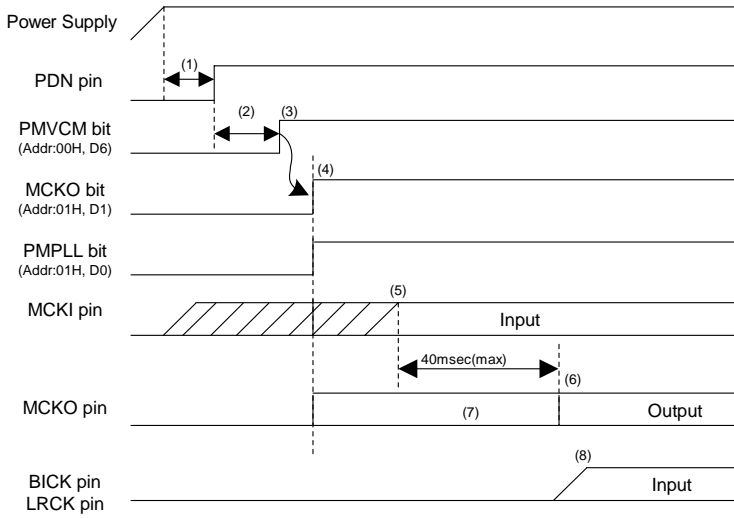 Power Supply
(1)
PDN pin
(2)
(3)
PMVCM bit
(Addr:00H, D6)
(4)
MCKO bit
(Addr:01H, D1)
PMPLL bit
(Addr:01H, D0)
(5)
MCKI pin
Input
40msec(max)
(6)
MCKO pin
(7)
Output
(8)
BICK pin
LRCK pin
Input